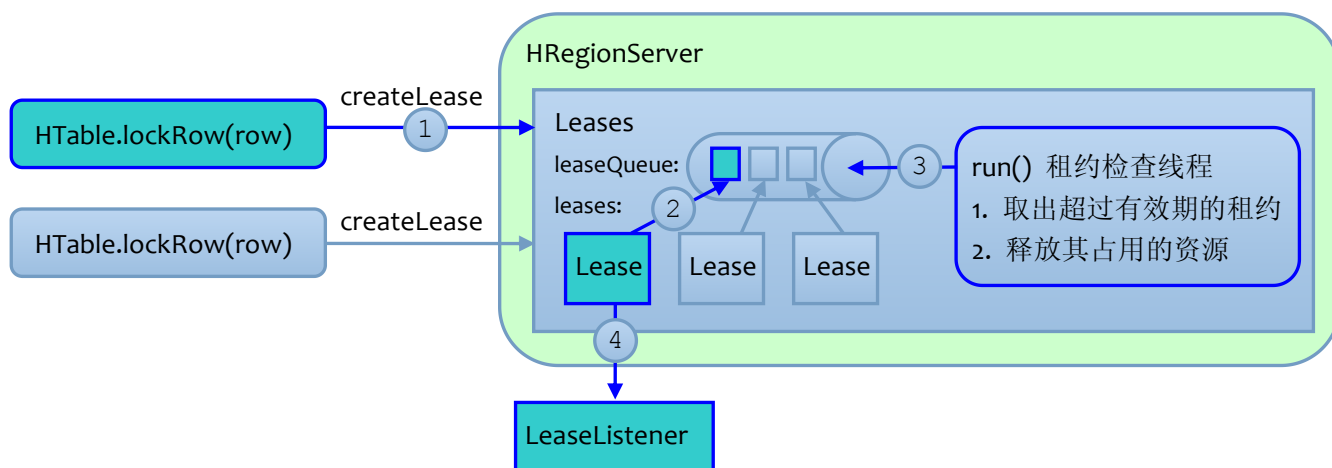 HRegionServer
createLease
HTable.lockRow(row)
1
Leases
leaseQueue:
3
run() 租约检查线程
1. 取出超过有效期的租约
2. 释放其占用的资源
leases:
2
createLease
HTable.lockRow(row)
Lease
Lease
Lease
4
LeaseListener